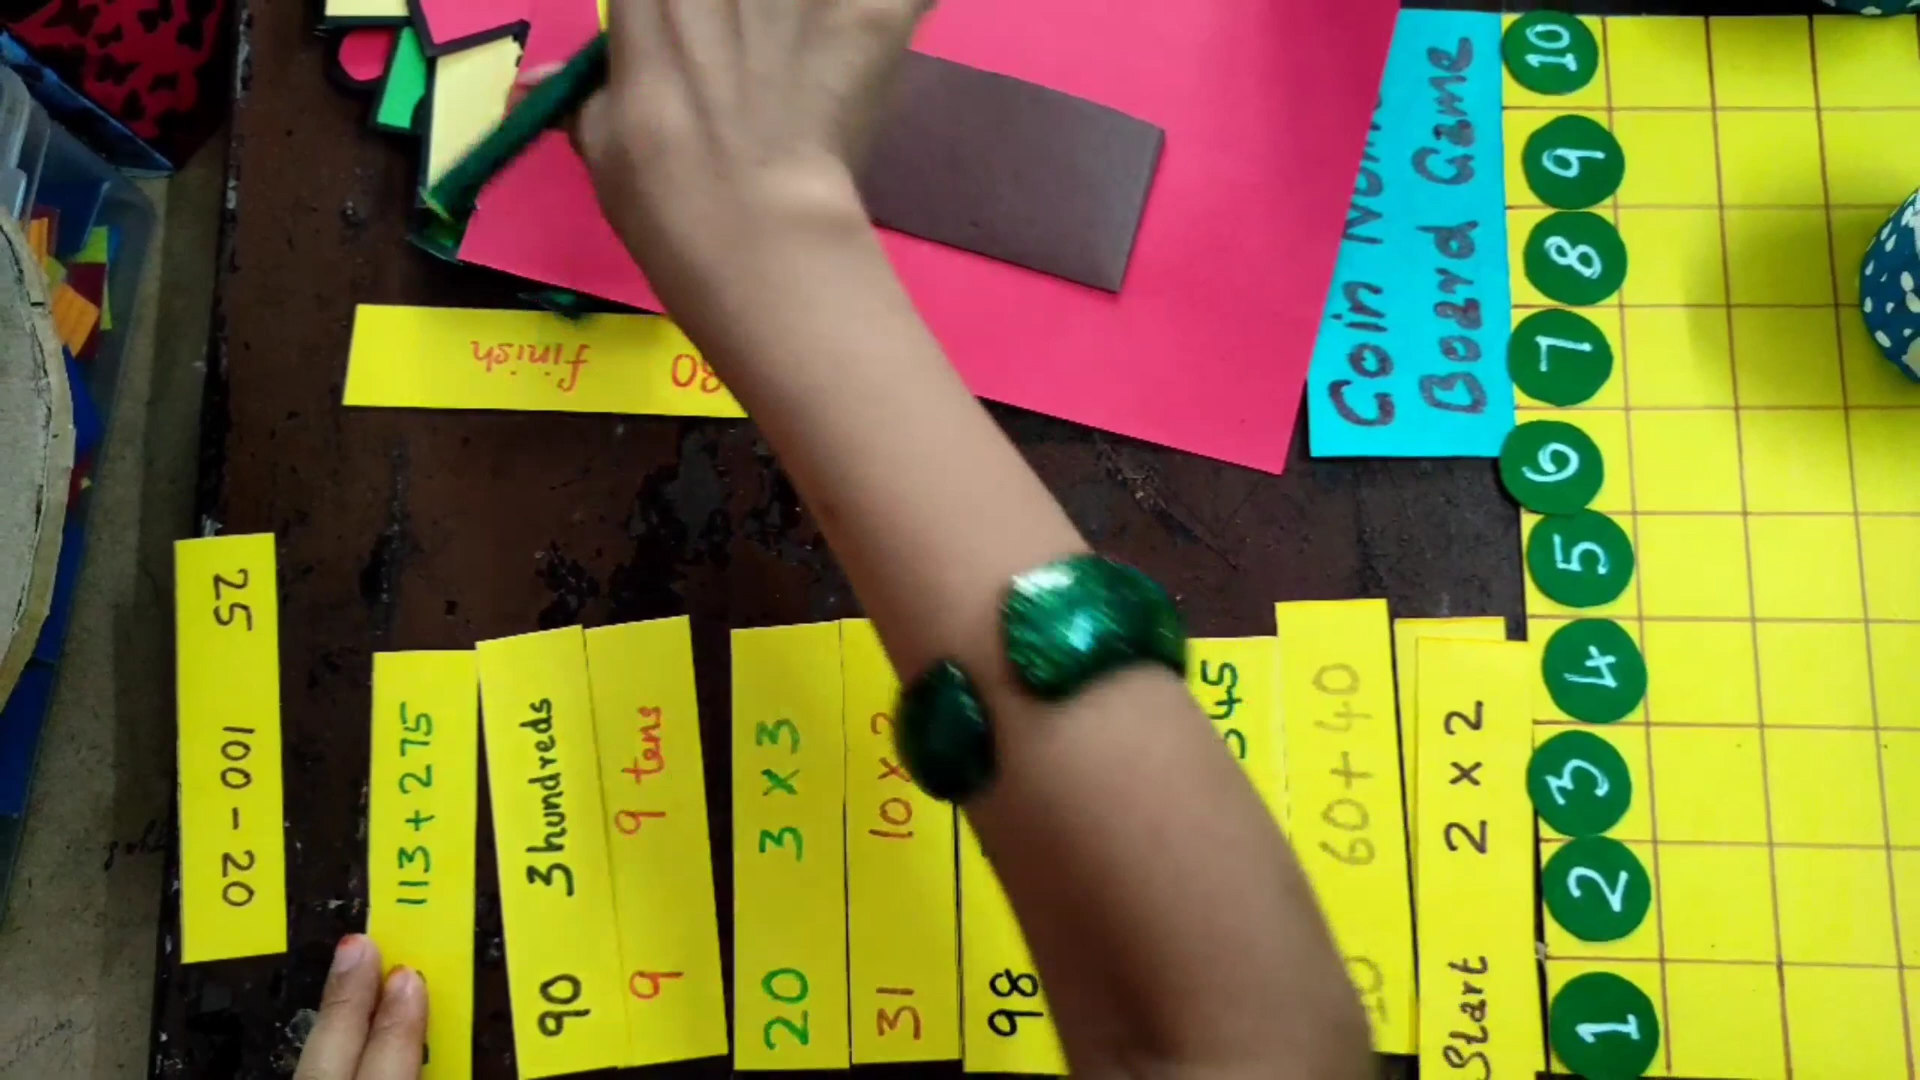 Coin
Board Game
10
9
8
7
6
5
4
3
2
1
finish
25 100 - 20
113 + 275
90 3 hundreds
9 9 tens
20 3 x 3
31
98
60 + 40
Start 2 x 2